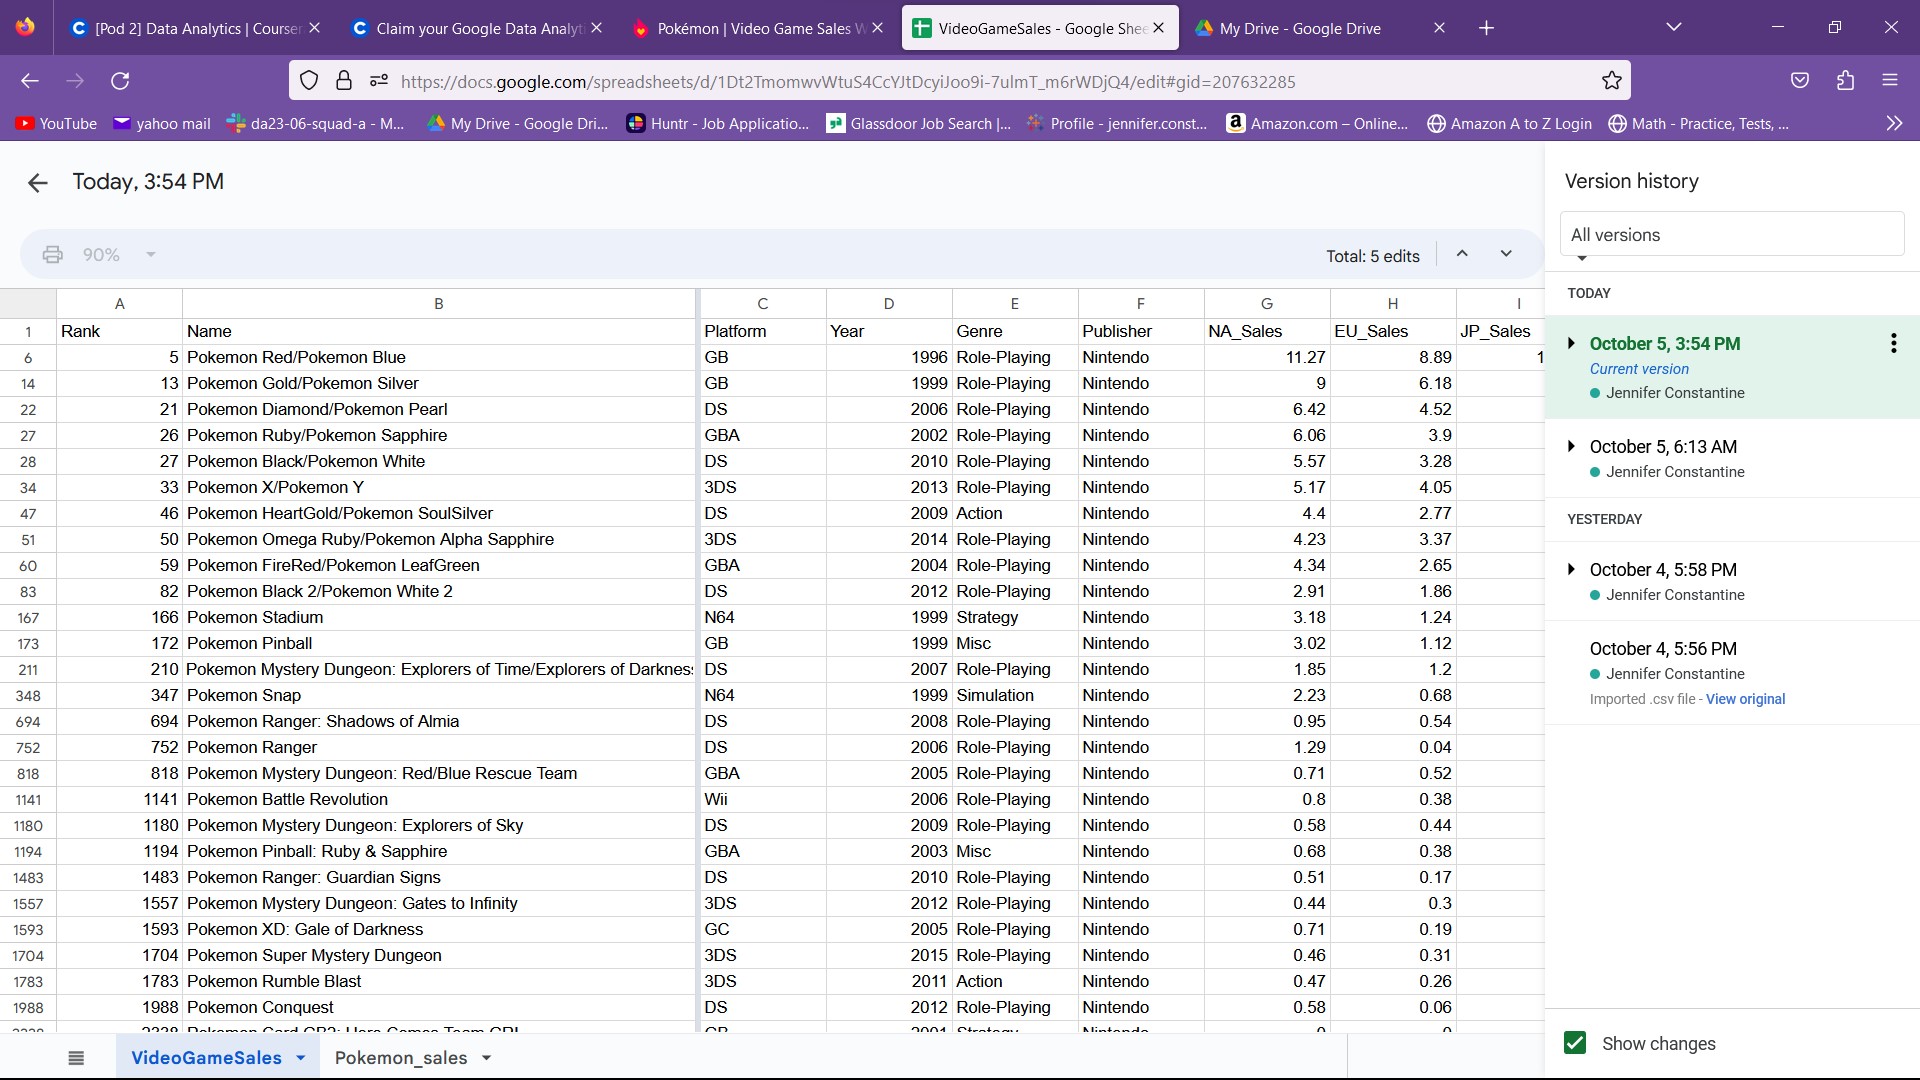 [Pod 2] Data Analytics | Courser
Claim your Google Data Analyti
Pokémon | Video Game Sales W
VideoGameSales - Google Shee
My Drive - Google Drive
https://docs.google.com/spreadsheets/d/1Dt2TmomwvWtuS4CcYJtDcyiJoo9i-7ulmT_m6rWDjQ4/edit#gid=207632285
YouTube yahoo mail da23-06-squad-a - M... My Drive - Google Dri... Huntr - Job Applicatio... Glassdoor Job Search |... Profile - jennifer.const... Amazon.com – Online... Amazon A to Z Login Math - Practice, Tests, ...
Today, 3:54 PM
90%
Total: 5 edits
A B C D E F G H I
1 Rank Name Platform Year Genre Publisher NA_Sales EU_Sales JP_Sales
6 5 Pokemon Red/Pokemon Blue GB 1996 Role-Playing Nintendo 11.27 8.89 1
14 13 Pokemon Gold/Pokemon Silver GB 1999 Role-Playing Nintendo 9 6.18
22 21 Pokemon Diamond/Pokemon Pearl DS 2006 Role-Playing Nintendo 6.42 4.52
27 26 Pokemon Ruby/Pokemon Sapphire GBA 2002 Role-Playing Nintendo 6.06 3.9
28 27 Pokemon Black/Pokemon White DS 2010 Role-Playing Nintendo 5.57 3.28
34 33 Pokemon X/Pokemon Y 3DS 2013 Role-Playing Nintendo 5.17 4.05
47 46 Pokemon HeartGold/Pokemon SoulSilver DS 2009 Action Nintendo 4.4 2.77
51 50 Pokemon Omega Ruby/Pokemon Alpha Sapphire 3DS 2014 Role-Playing Nintendo 4.23 3.37
60 59 Pokemon FireRed/Pokemon LeafGreen GBA 2004 Role-Playing Nintendo 4.34 2.65
83 82 Pokemon Black 2/Pokemon White 2 DS 2012 Role-Playing Nintendo 2.91 1.86
167 166 Pokemon Stadium N64 1999 Strategy Nintendo 3.18 1.24
173 172 Pokemon Pinball GB 1999 Misc Nintendo 3.02 1.12
211 210 Pokemon Mystery Dungeon: Explorers of Time/Explorers of Darknes DS 2007 Role-Playing Nintendo 1.85 1.2
348 347 Pokemon Snap N64 1999 Simulation Nintendo 2.23 0.68
694 694 Pokemon Ranger: Shadows of Almia DS 2008 Role-Playing Nintendo 0.95 0.54
752 752 Pokemon Ranger DS 2006 Role-Playing Nintendo 1.29 0.04
818 818 Pokemon Mystery Dungeon: Red/Blue Rescue Team GBA 2005 Role-Playing Nintendo 0.71 0.52
1141 1141 Pokemon Battle Revolution Wii 2006 Role-Playing Nintendo 0.8 0.38
1180 1180 Pokemon Mystery Dungeon: Explorers of Sky DS 2009 Role-Playing Nintendo 0.58 0.44
1194 1194 Pokemon Pinball: Ruby & Sapphire GBA 2003 Misc Nintendo 0.68 0.38
1483 1483 Pokemon Ranger: Guardian Signs DS 2010 Role-Playing Nintendo 0.51 0.17
1557 1557 Pokemon Mystery Dungeon: Gates to Infinity 3DS 2012 Role-Playing Nintendo 0.44 0.3
1593 1593 Pokemon XD: Gale of Darkness GC 2005 Role-Playing Nintendo 0.71 0.19
1704 1704 Pokemon Super Mystery Dungeon 3DS 2015 Role-Playing Nintendo 0.46 0.31
1783 1783 Pokemon Rumble Blast 3DS 2011 Action Nintendo 0.47 0.26
1988 1988 Pokemon Conquest DS 2012 Role-Playing Nintendo 0.58 0.06
VideoGameSales Pokemon_sales
Version history
All versions
TODAY
October 5, 3:54 PM
Current version
Jennifer Constantine
October 5, 6:13 AM
Jennifer Constantine
YESTERDAY
October 4, 5:58 PM
Jennifer Constantine
October 4, 5:56 PM
Jennifer Constantine
Imported .csv file - View original
Show changes